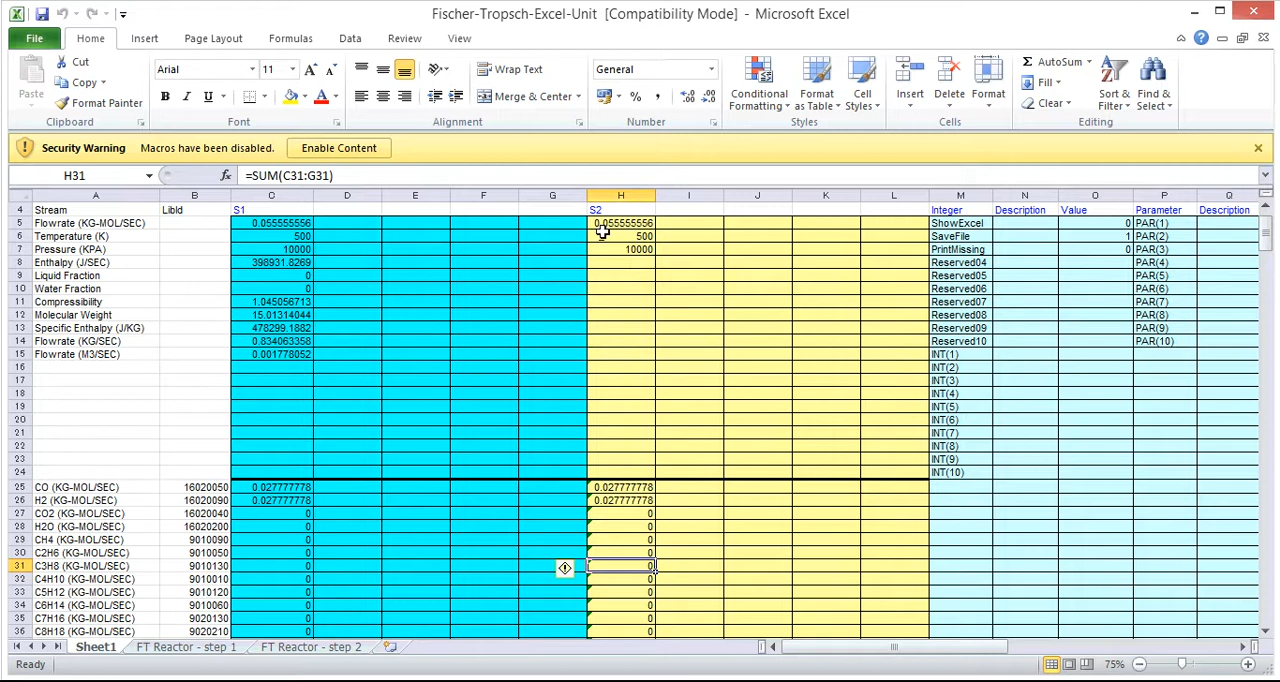 Fischer-Tropsch-Excel-Unit [Compatibility Mode] - Microsoft Excel
File Home Insert Page Layout Formulas Data Review View
Paste Cut Copy Format Painter Clipboard
Arial 11 B I U A Font
Wrap Text Merge & Center Alignment
General % , Number
Conditional Formatting Format as Table Cell Styles Styles
Insert Delete Format Cells
Σ AutoSum Fill Clear Sort & Filter Find & Select Editing
Security Warning Macros have been disabled. Enable Content
H31 fx =SUM(C31:G31)
A B C D E F G H I J K L M N O P Q
4 Stream LibId S1 S2 Integer Description Value Parameter Description
5 Flowrate (KG-MOL/SEC) 0.055555556 0.055555556 ShowExcel 0 PAR(1)
6 Temperature (K) 500 500 SaveFile 1 PAR(2)
7 Pressure (KPA) 10000 10000 PrintMissing 0 PAR(3)
8 Enthalpy (J/SEC) 398931.8269 Reserved04 PAR(4)
9 Liquid Fraction 0 Reserved05 PAR(5)
10 Water Fraction 0 Reserved06 PAR(6)
11 Compressibility 1.045056713 Reserved07 PAR(7)
12 Molecular Weight 15.01314044 Reserved08 PAR(8)
13 Specific Enthalpy (J/KG) 478299.1882 Reserved09 PAR(9)
14 Flowrate (KG/SEC) 0.834063358 Reserved10 PAR(10)
15 Flowrate (M3/SEC) 0.001778052 INT(1)
16 INT(2)
17 INT(3)
18 INT(4)
19 INT(5)
20 INT(6)
21 INT(7)
22 INT(8)
23 INT(9)
24 INT(10)
25 CO (KG-MOL/SEC) 16020050 0.027777778 0.027777778
26 H2 (KG-MOL/SEC) 16020090 0.027777778 0.027777778
27 CO2 (KG-MOL/SEC) 16020040 0 0
28 H2O (KG-MOL/SEC) 16020200 0 0
29 CH4 (KG-MOL/SEC) 9010090 0 0
30 C2H6 (KG-MOL/SEC) 9010050 0 0
31 C3H8 (KG-MOL/SEC) 9010130 0 0
32 C4H10 (KG-MOL/SEC) 9010010 0 0
33 C5H12 (KG-MOL/SEC) 9010120 0 0
34 C6H14 (KG-MOL/SEC) 9010060 0 0
35 C7H16 (KG-MOL/SEC) 9020130 0 0
36 C8H18 (KG-MOL/SEC) 9020210 0 0
Sheet1 FT Reactor - step 1 FT Reactor - step 2
Ready 75%